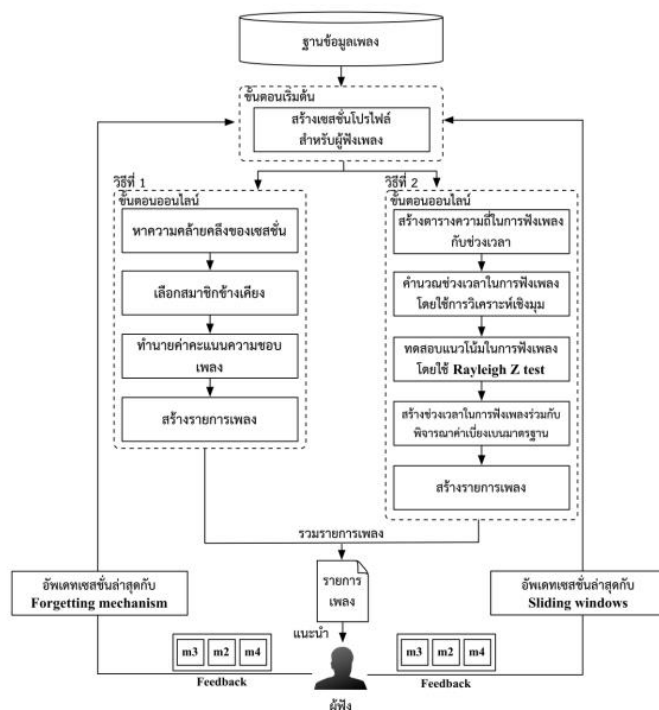 ฐานข้อมูลเพลง
ขั้นตอนเริ่มต้น
สร้างเซสชั่นโปรไฟล์
สำหรับผู้ฟังเพลง
วิธีที่ 1
ขั้นตอนออนไลน์
หาความคล้ายคลึงของเซสชั่น
เลือกสมาชิกข้างเคียง
ทำนายค่าคะแนนความชอบ
เพลง
สร้างรายการเพลง
วิธีที่ 2
ขั้นตอนออนไลน์
สร้างตารางความถี่ในการฟังเพลง
กับช่วงเวลา
คำนวณช่วงเวลาในการฟังเพลง
โดยใช้การวิเคราะห์เชิงมุม
ทดสอบแนวโน้มในการฟังเพลง
โดยใช้ Rayleigh Z test
สร้างช่วงเวลาในการฟังเพลงร่วมกับ
พิจารณาค่าเบี่ยงเบนมาตรฐาน
สร้างรายการเพลง
รวมรายการเพลง
อัพเดทเซสชั่นล่าสุดกับ
Forgetting mechanism
รายการ
เพลง
อัพเดทเซสชั่นล่าสุดกับ
Sliding windows
แนะนำ
m3 m2 m4
Feedback
m3 m2 m4
Feedback
ผู้ฟัง